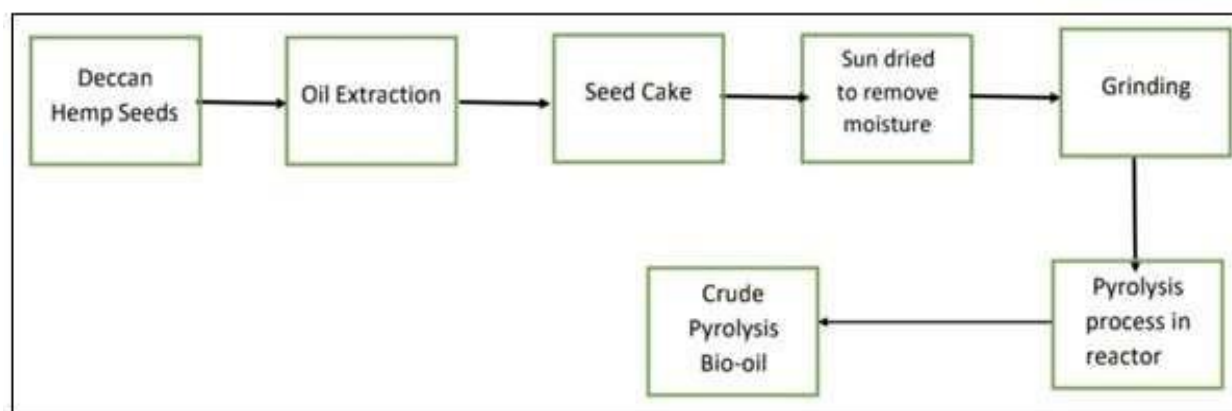 Deccan
Hemp Seeds
Oil Extraction
Seed Cake
Sun dried
to remove
moisture
Grinding
Pyrolysis
process in
reactor
Crude
Pyrolysis
Bio-oil